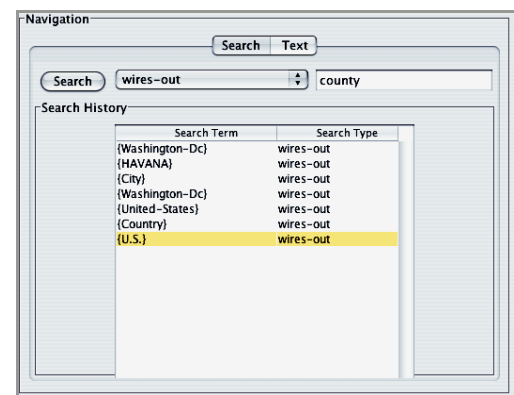 Navigation
Search Text
Search wires-out county
Search History
Search Term Search Type
{Washington-Dc} wires-out
{HAVANA} wires-out
{City} wires-out
{Washington-Dc} wires-out
{United-States} wires-out
{Country} wires-out
{U.S.} wires-out